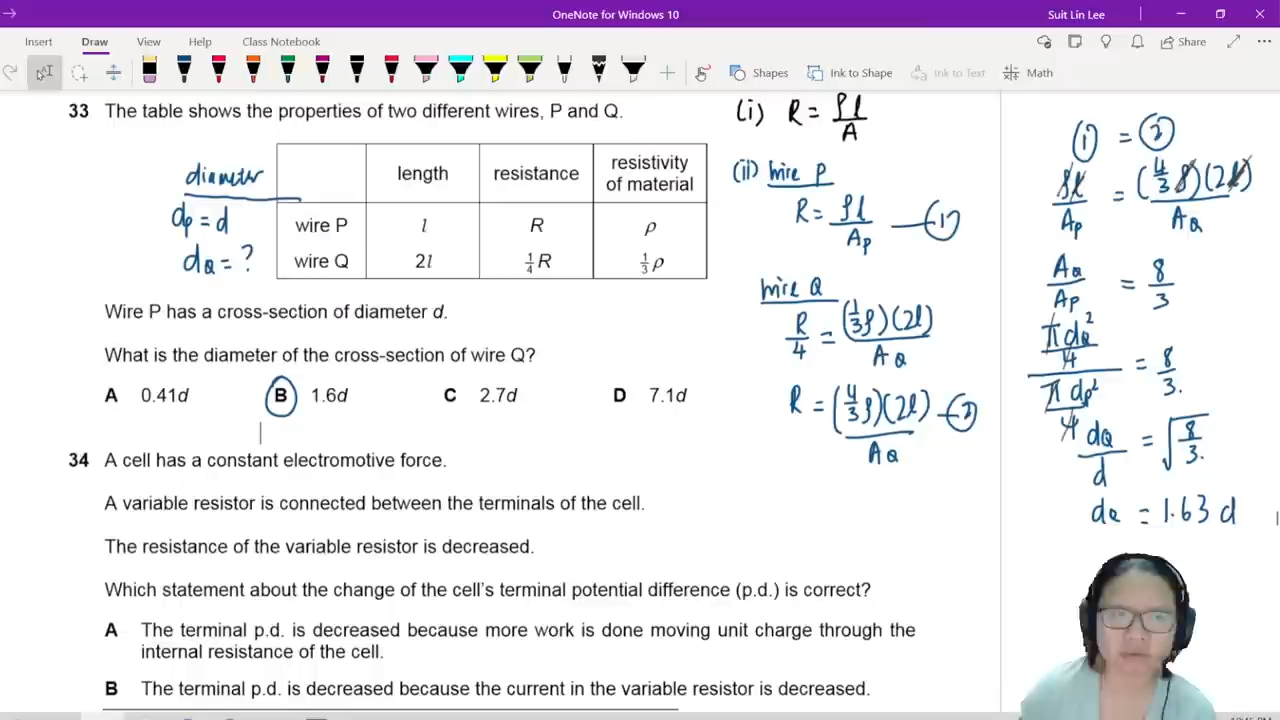 OneNote for Windows 10
Suit Lin Lee
Insert
Draw
View
Help
Class Notebook
Share
Shapes
Ink to Shape
Ink to Text
Math
33 The table shows the properties of two different wires, P and Q.
length resistance resistivity of material
wire P l R ρ
wire Q 2l 1/4 R 1/3 ρ
diameter
dp = d
dQ = ?
Wire P has a cross-section of diameter d.
What is the diameter of the cross-section of wire Q?
A 0.41d B 1.6d C 2.7d D 7.1d
34 A cell has a constant electromotive force.
A variable resistor is connected between the terminals of the cell.
The resistance of the variable resistor is decreased.
Which statement about the change of the cell's terminal potential difference (p.d.) is correct?
A The terminal p.d. is decreased because more work is done moving unit charge through the
internal resistance of the cell.
B The terminal p.d. is decreased because the current in the variable resistor is decreased.
(i) R = ρl/A
(ii) Wire P
R = ρl/Ap — ①
Wire Q
R/4 = (1/3 ρ)(2l)/AQ
R = (4/3 ρ)(2l)/AQ — ②
① = ②
ρl/Ap = (4/3 ρ)(2l)/AQ
AQ/Ap = 8/3
(π dQ²/4)/(π dp²/4) = 8/3.
dQ/d = √(8/3).
dQ = 1.63 d